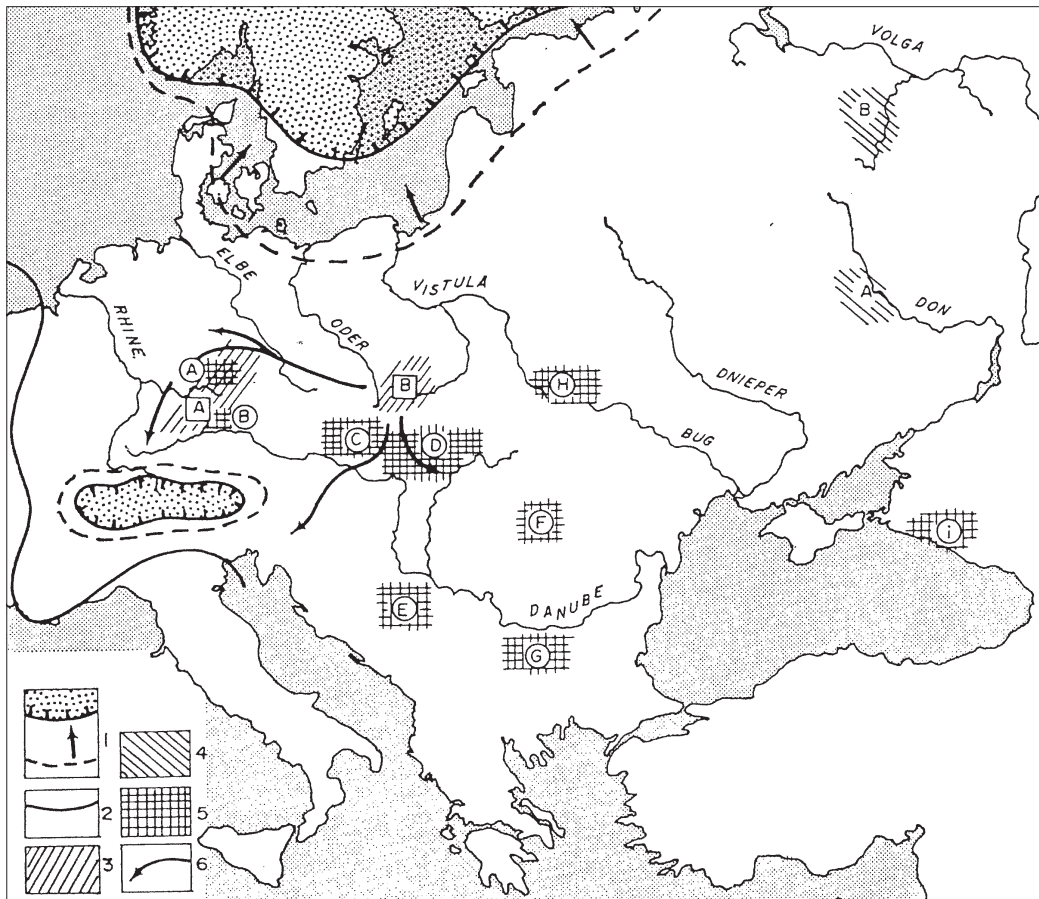 VOLGA
B
ELBE
VISTULA
A
DON
RHINE
ODER
A
B
H
DNIEPER
A
B
C
D
BUG
F
i
E
DANUBE
G
1
4
2
5
3
6